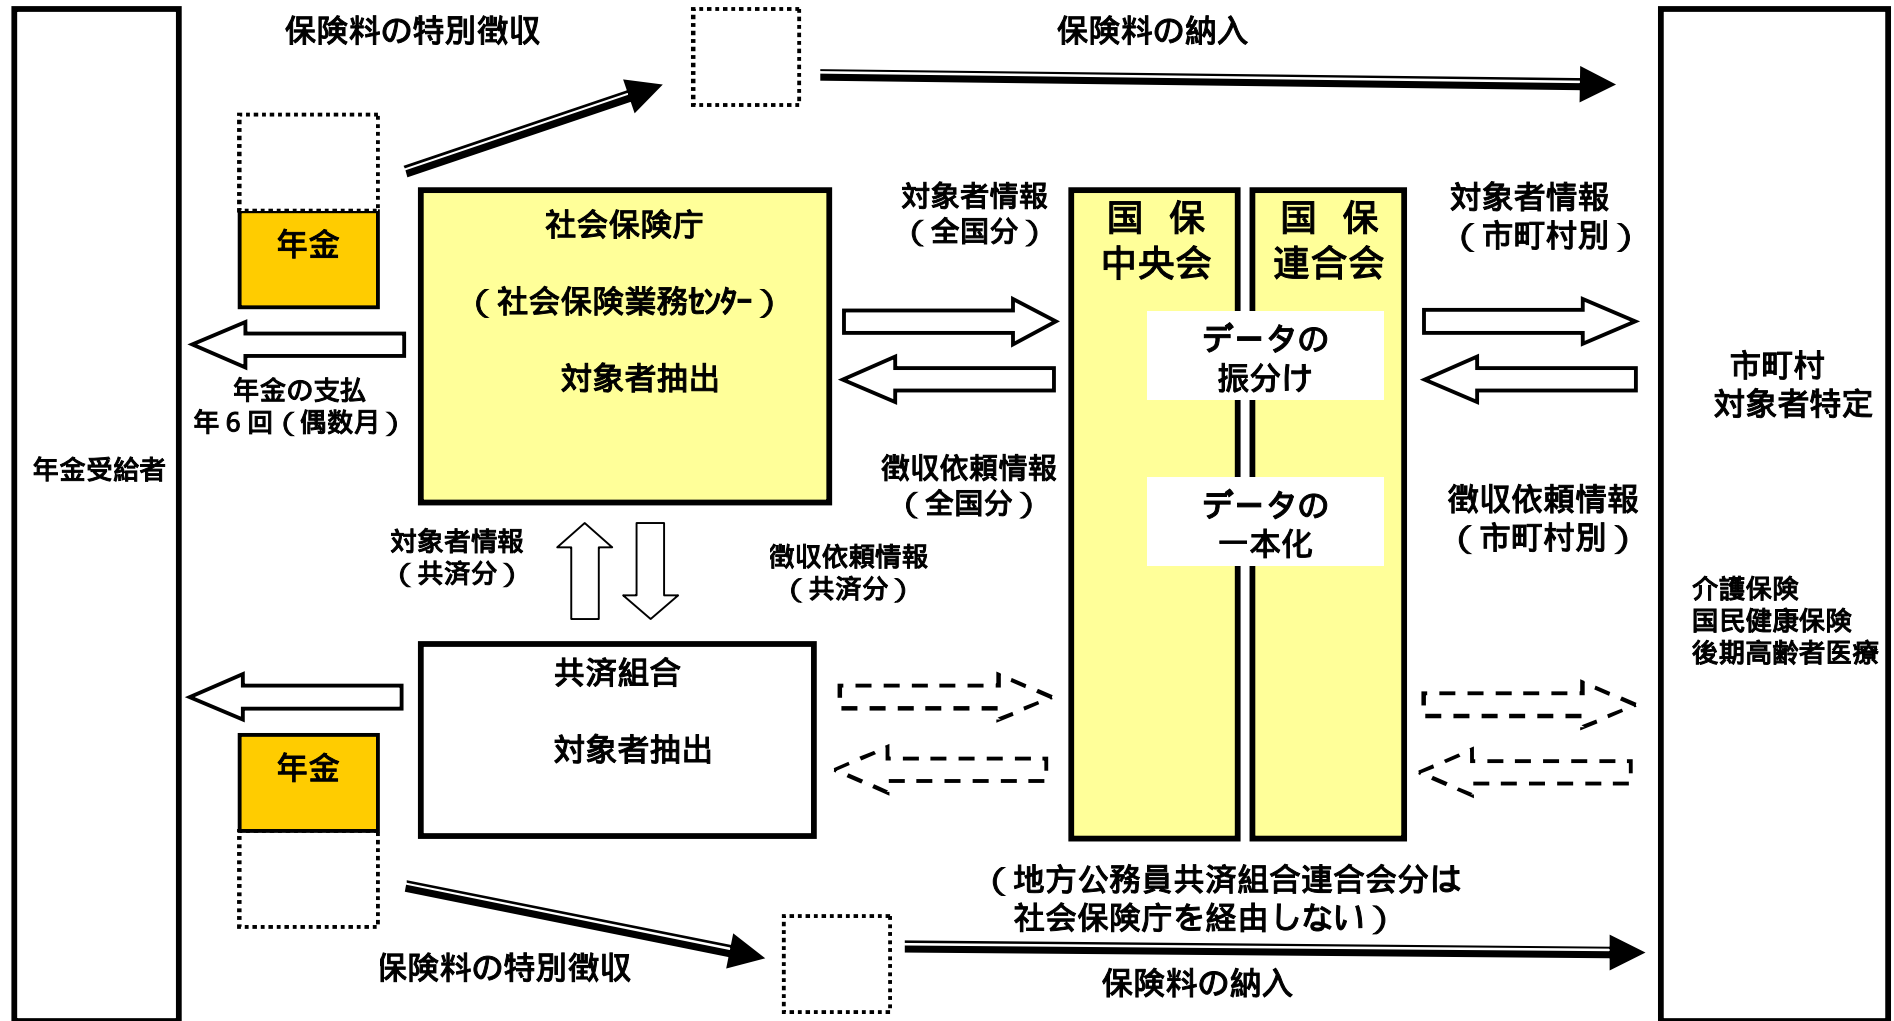 保険料の特別徴収
保険料の納入
年金
社会保険庁
（社会保険業務ｾﾝﾀｰ）
対象者抽出
対象者情報
（全国分）
国　保
中央会
国　保
連合会
対象者情報
（市町村別）
データの
振分け
年金の支払
年６回（偶数月）
年金受給者
市町村
対象者特定
徴収依頼情報
（全国分）
データの
一本化
徴収依頼情報
（市町村別）
対象者情報
（共済分）
徴収依頼情報
（共済分）
介護保険
国民健康保険
後期高齢者医療
共済組合
対象者抽出
年金
（地方公務員共済組合連合会分は
社会保険庁を経由しない）
保険料の特別徴収
保険料の納入